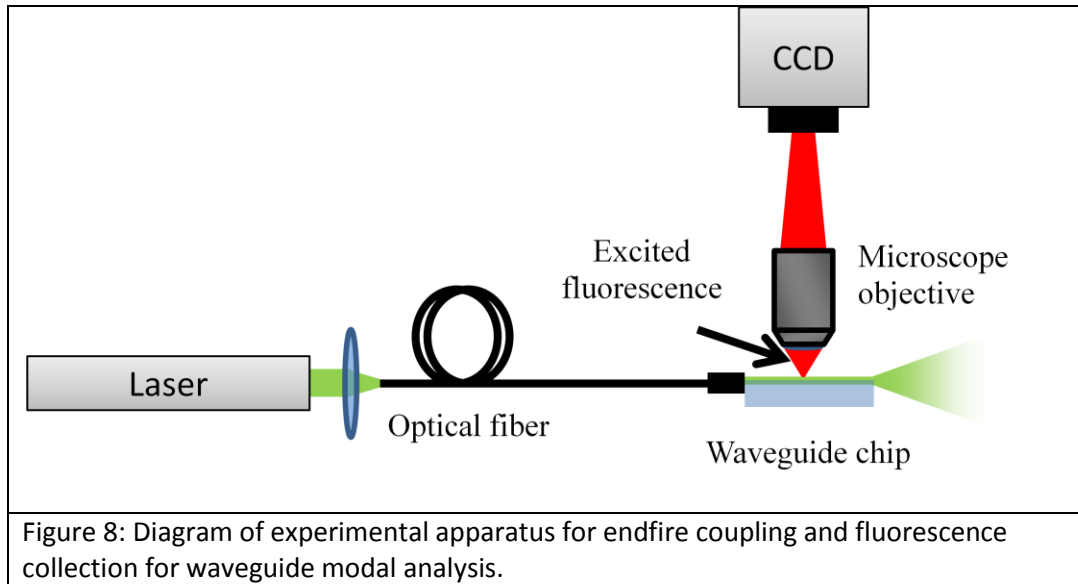 CCD
Excited
fluorescence
Microscope
objective
Laser
Optical fiber
Waveguide chip
Figure 8: Diagram of experimental apparatus for endfire coupling and fluorescence
collection for waveguide modal analysis.